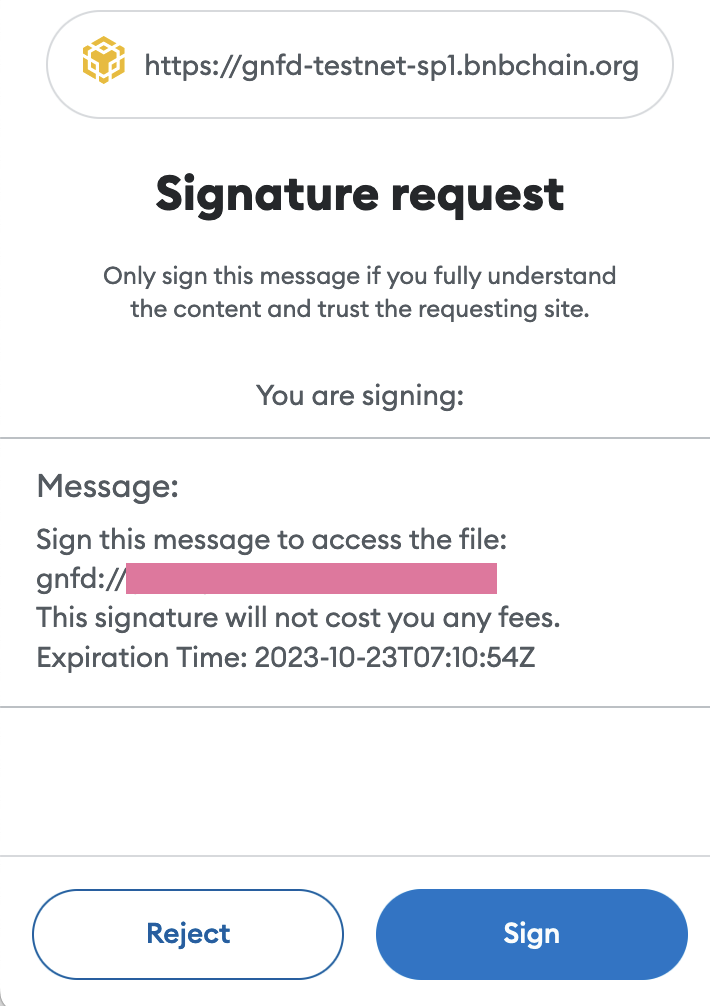 https://gnfd-testnet-sp1.bnbchain.org
Signature request
Only sign this message if you fully understand
the content and trust the requesting site.
You are signing:
Message:
Sign this message to access the file:
gnfd://
This signature will not cost you any fees.
Expiration Time: 2023-10-23T07:10:54Z
Reject
Sign